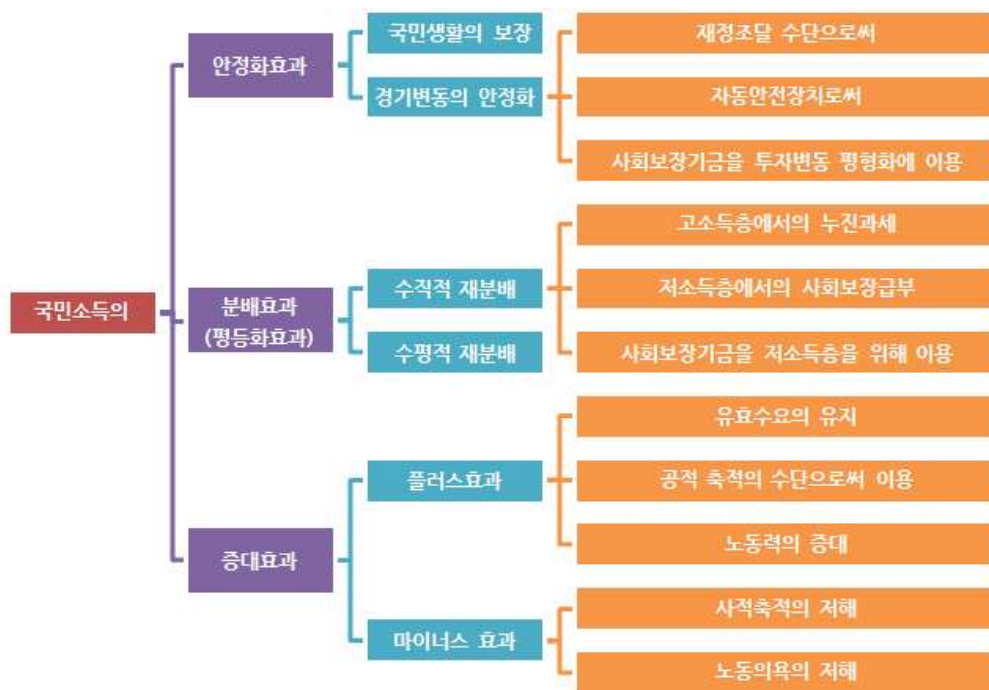 국민소득의
안정화효과
국민생활의 보장
경기변동의 안정화
재정조달 수단으로써
자동안전장치로써
사회보장기금을 투자변동 평형화에 이용
분배효과
(평등화효과)
수직적 재분배
수평적 재분배
고소득층에서의 누진과세
저소득층에서의 사회보장급부
사회보장기금을 저소득층을 위해 이용
증대효과
플러스효과
유효수요의 유지
공적 축적의 수단으로써 이용
노동력의 증대
마이너스 효과
사적축적의 저해
노동의욕의 저해